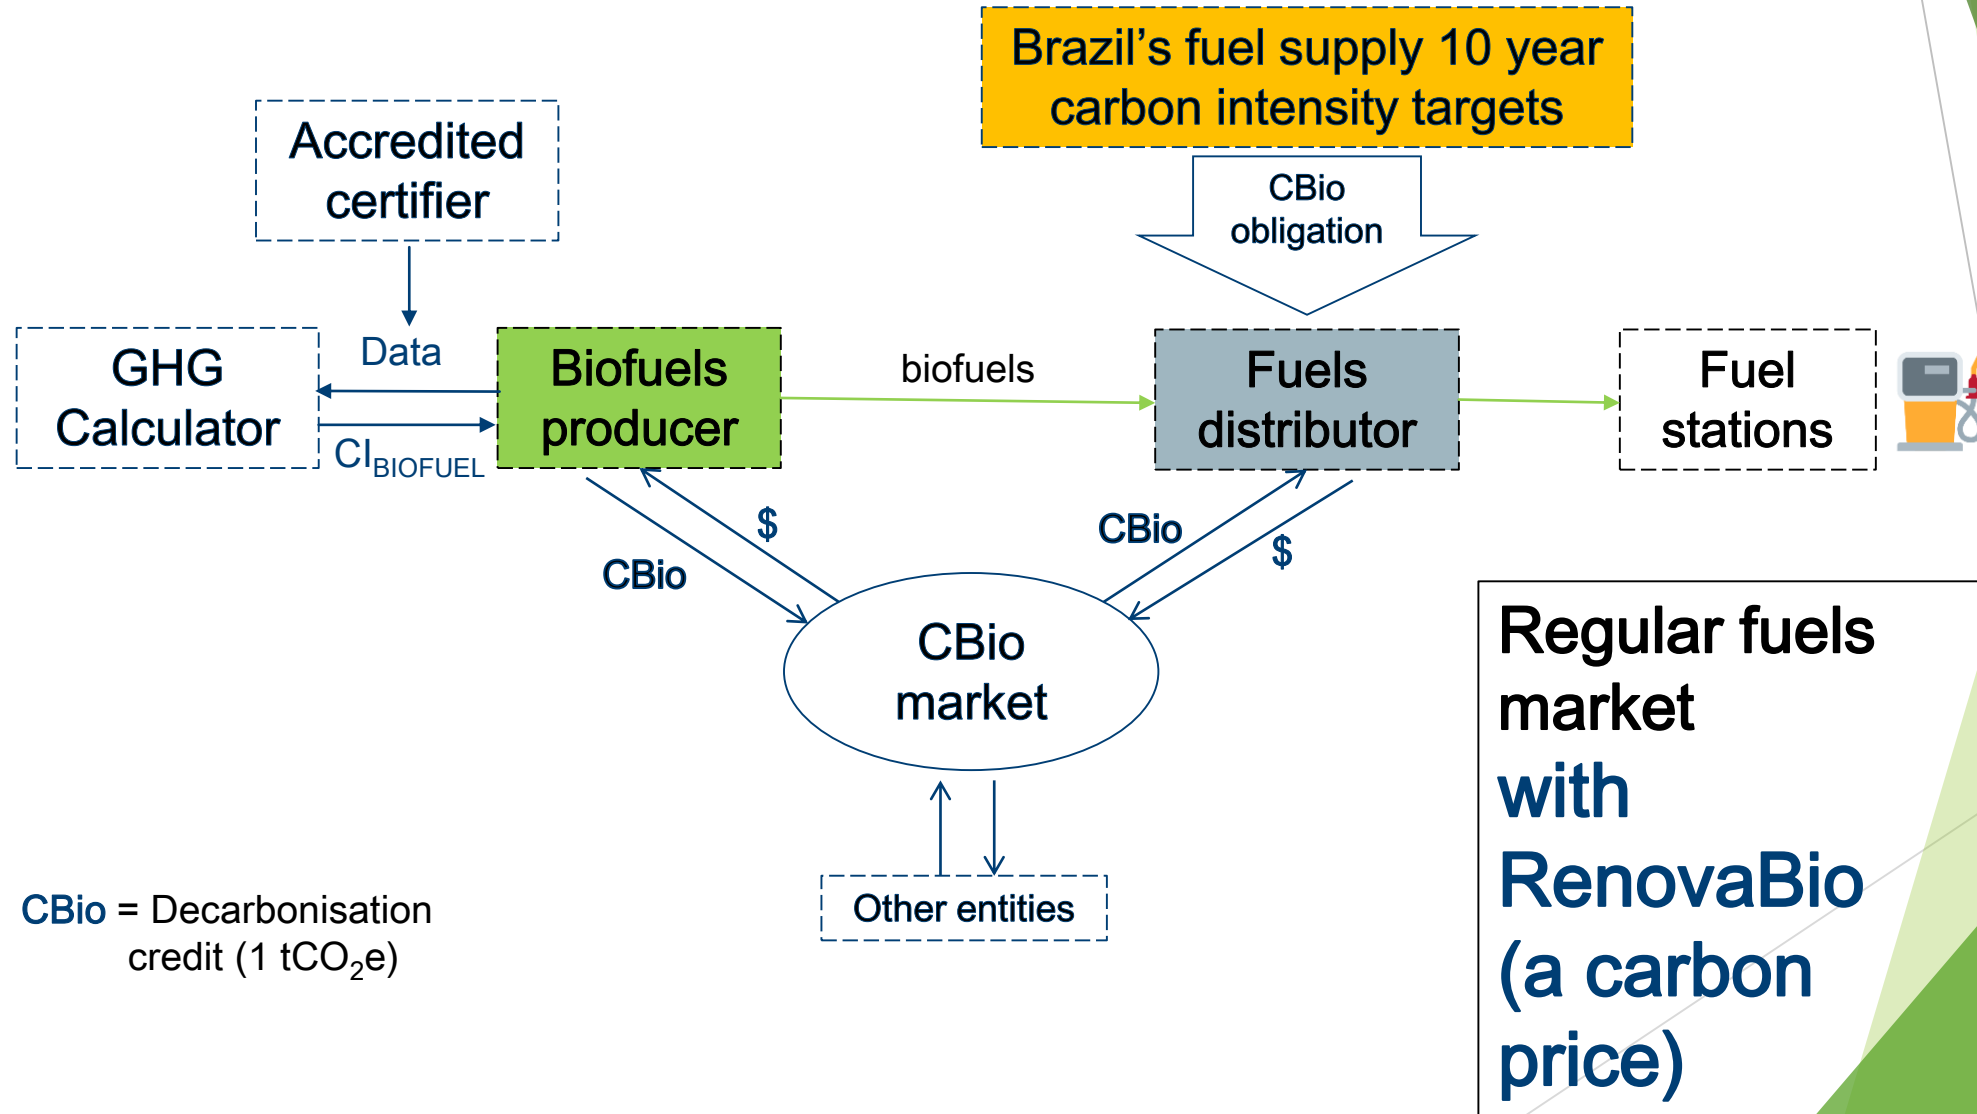 Brazil’s fuel supply 10 year
carbon intensity targets
Accredited
certifier
CBio
obligation
GHG
Calculator
Data
CI_BIOFUEL
Biofuels
producer
biofuels
Fuels
distributor
Fuel
stations
$
CBio
CBio
$
CBio
market
Other entities
CBio = Decarbonisation
credit (1 tCO₂e)
Regular fuels
market
with
RenovaBio
(a carbon
price)